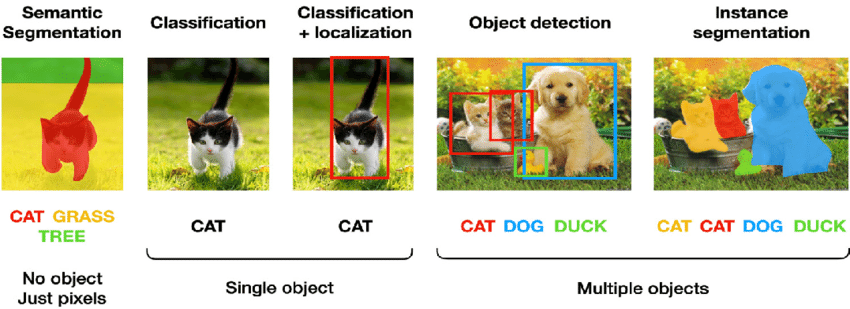 Semantic
Segmentation
Classification
Classification
+ localization
Object detection
Instance
segmentation
CAT GRASS
TREE
CAT
CAT
CAT DOG DUCK
CAT CAT DOG DUCK
No object
Just pixels
Single object
Multiple objects